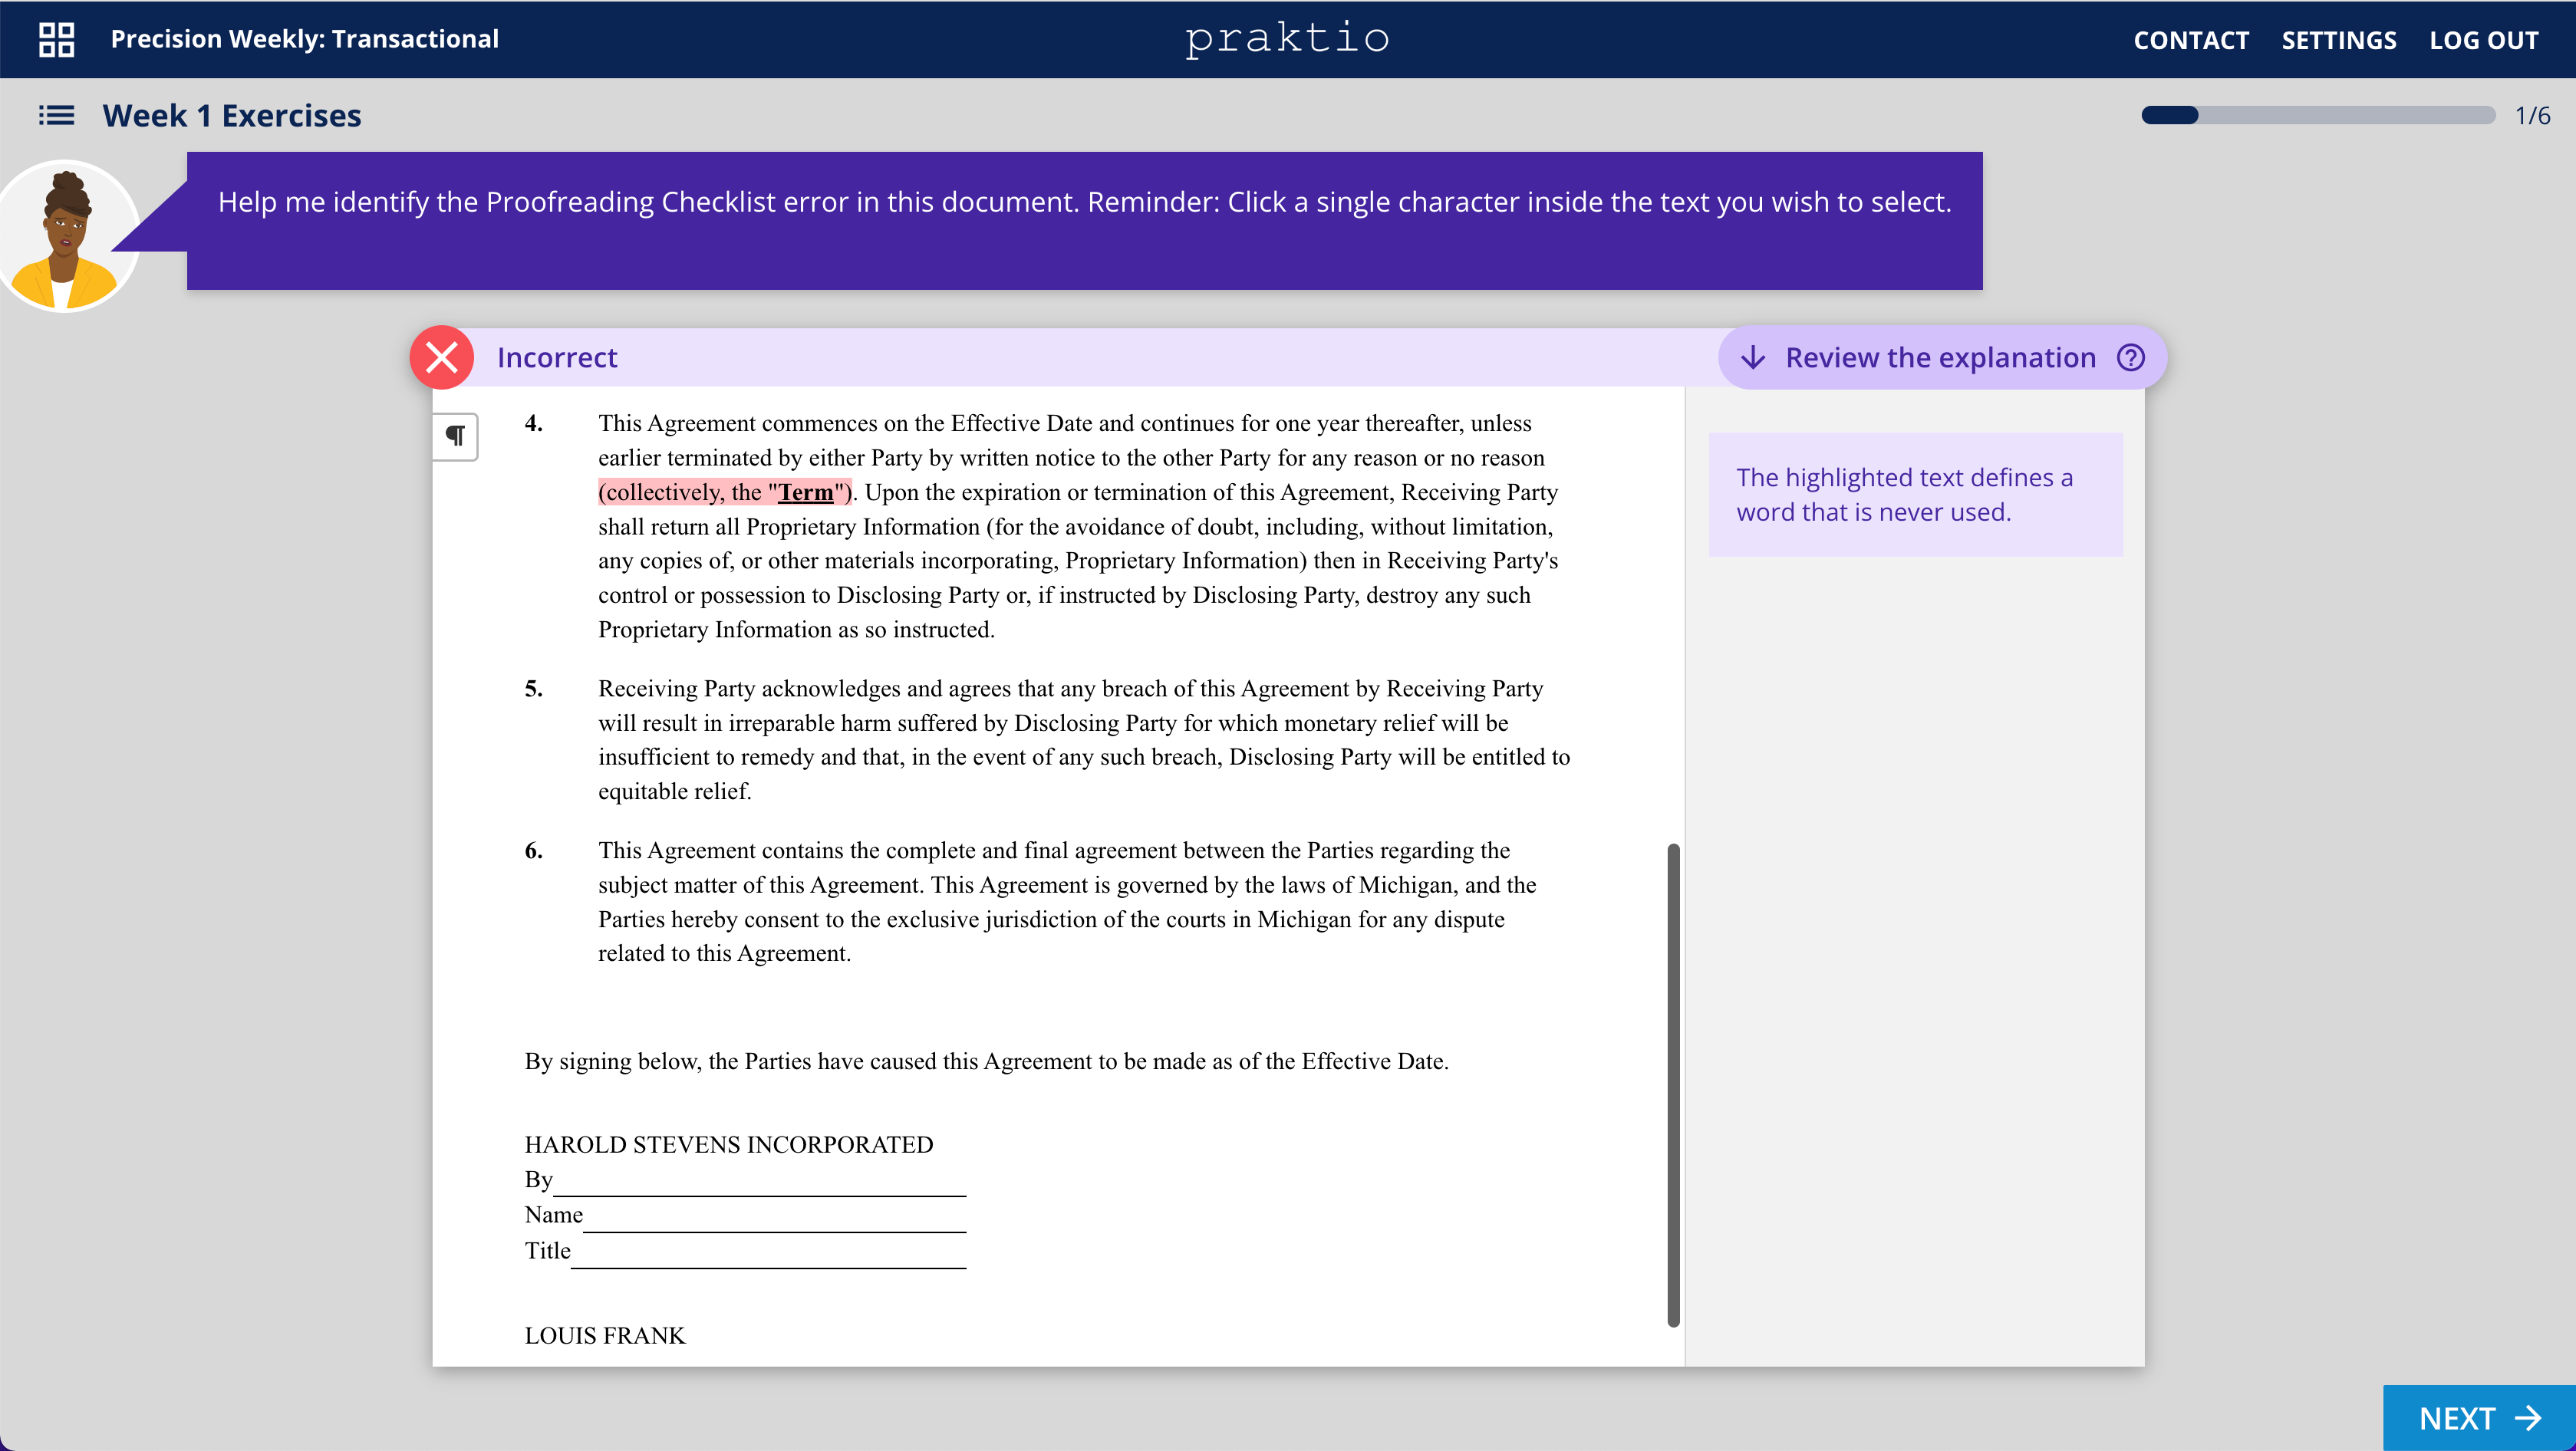 Precision Weekly: Transactional
praktio
CONTACT SETTINGS LOG OUT
Week 1 Exercises
1/6
Help me identify the Proofreading Checklist error in this document. Reminder: Click a single character inside the text you wish to select.
Incorrect
Review the explanation
¶
4. This Agreement commences on the Effective Date and continues for one year thereafter, unless
earlier terminated by either Party by written notice to the other Party for any reason or no reason
(collectively, the "Term"). Upon the expiration or termination of this Agreement, Receiving Party
shall return all Proprietary Information (for the avoidance of doubt, including, without limitation,
any copies of, or other materials incorporating, Proprietary Information) then in Receiving Party's
control or possession to Disclosing Party or, if instructed by Disclosing Party, destroy any such
Proprietary Information as so instructed.
5. Receiving Party acknowledges and agrees that any breach of this Agreement by Receiving Party
will result in irreparable harm suffered by Disclosing Party for which monetary relief will be
insufficient to remedy and that, in the event of any such breach, Disclosing Party will be entitled to
equitable relief.
6. This Agreement contains the complete and final agreement between the Parties regarding the
subject matter of this Agreement. This Agreement is governed by the laws of Michigan, and the
Parties hereby consent to the exclusive jurisdiction of the courts in Michigan for any dispute
related to this Agreement.
By signing below, the Parties have caused this Agreement to be made as of the Effective Date.
HAROLD STEVENS INCORPORATED
By
Name
Title
LOUIS FRANK
The highlighted text defines a
word that is never used.
NEXT